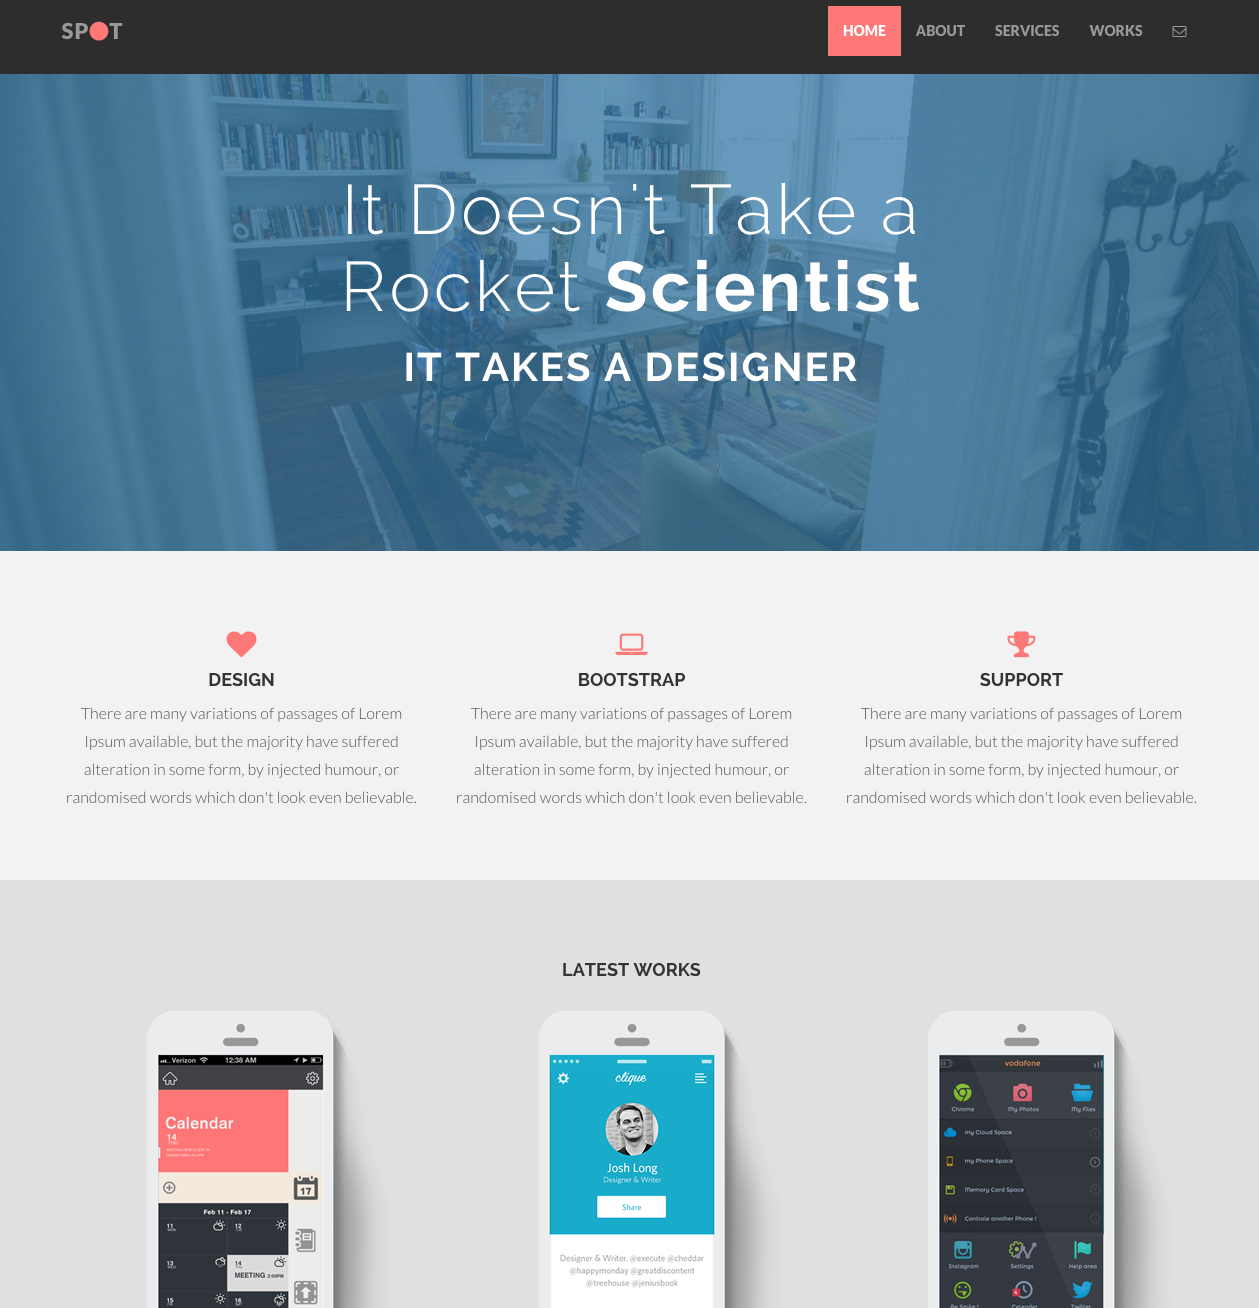 SPOT
HOME
ABOUT
SERVICES
WORKS
It Doesn't Take a
Rocket Scientist
IT TAKES A DESIGNER
DESIGN
There are many variations of passages of Lorem
Ipsum available, but the majority have suffered
alteration in some form, by injected humour, or
randomised words which don't look even believable.
BOOTSTRAP
There are many variations of passages of Lorem
Ipsum available, but the majority have suffered
alteration in some form, by injected humour, or
randomised words which don't look even believable.
SUPPORT
There are many variations of passages of Lorem
Ipsum available, but the majority have suffered
alteration in some form, by injected humour, or
randomised words which don't look even believable.
LATEST WORKS
Verizon
12:38 AM
Calendar
14
THU
17
Feb 11 - Feb 17
11
12
13
14
MEETING 2:00PM
15
16
clique
Josh Long
Designer & Writer
Share
Designer & Writer. @execute @cheddar
@happymonday @greatdiscontent
@treehouse @jeniusbook
vodafone
Chrome
My Photos
My Files
my Cloud Space
my Phone Space
Memory Card Space
Controle another Phone !
Instagram
Settings
Help area
Be Smile !
Calender
Twitter